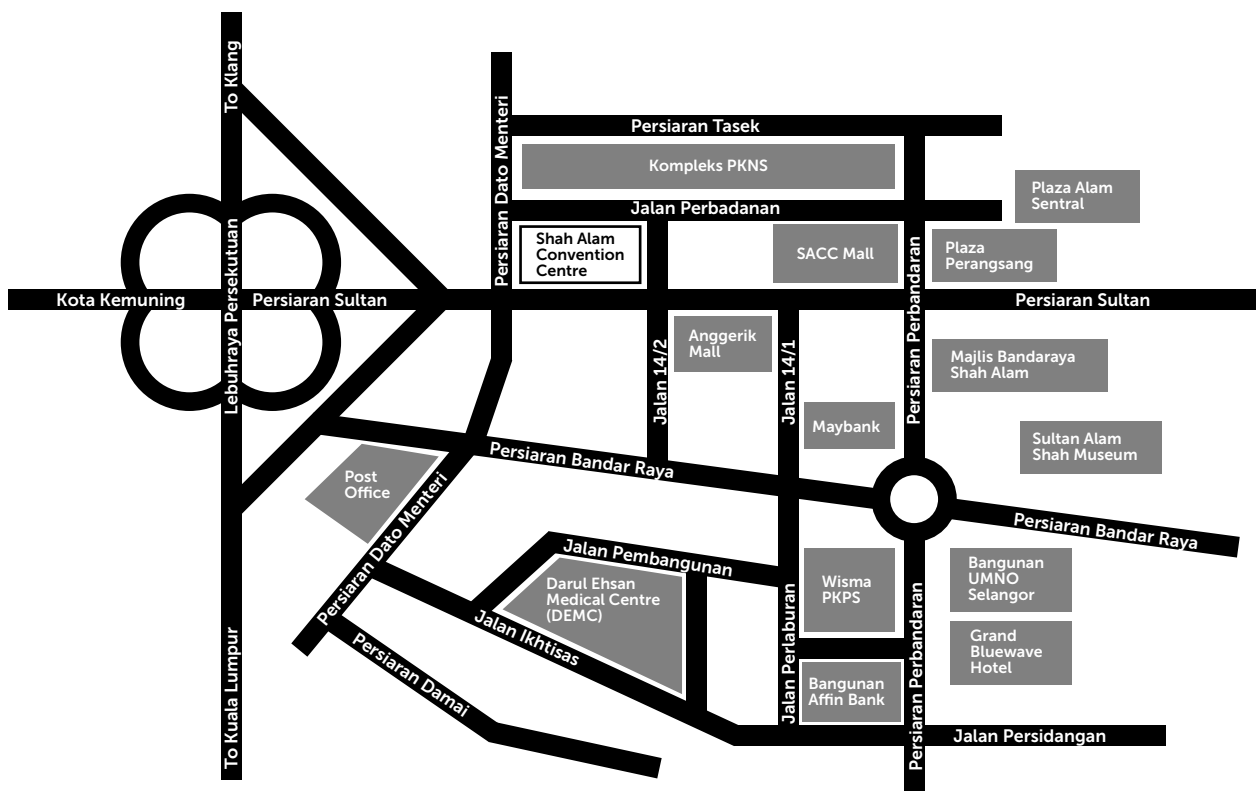 To Klang
Persiaran Dato Menteri
Persiaran Tasek
Kompleks PKNS
Plaza Alam
Sentral
Jalan Perbadanan
Shah Alam
Convention
Centre
SACC Mall
Plaza
Perangsang
Persiaran Perbandaran
Kota Kemuning
Lebuhraya Persekutuan
Persiaran Sultan
Persiaran Sultan
Jalan 14/2
Anggerik
Mall
Jalan 14/1
Majlis Bandaraya
Shah Alam
Maybank
Sultan Alam
Shah Museum
Persiaran Bandar Raya
Post
Office
Persiaran Dato Menteri
Persiaran Bandar Raya
Jalan Pembangunan
Darul Ehsan
Medical Centre
(DEMC)
Wisma
PKPS
Bangunan
UMNO
Selangor
Jalan Ikhtisas
Jalan Perlaburan
Persiaran Perbandaran
Grand
Bluewave
Hotel
To Kuala Lumpur
Persiaran Damai
Bangunan
Affin Bank
Jalan Persidangan